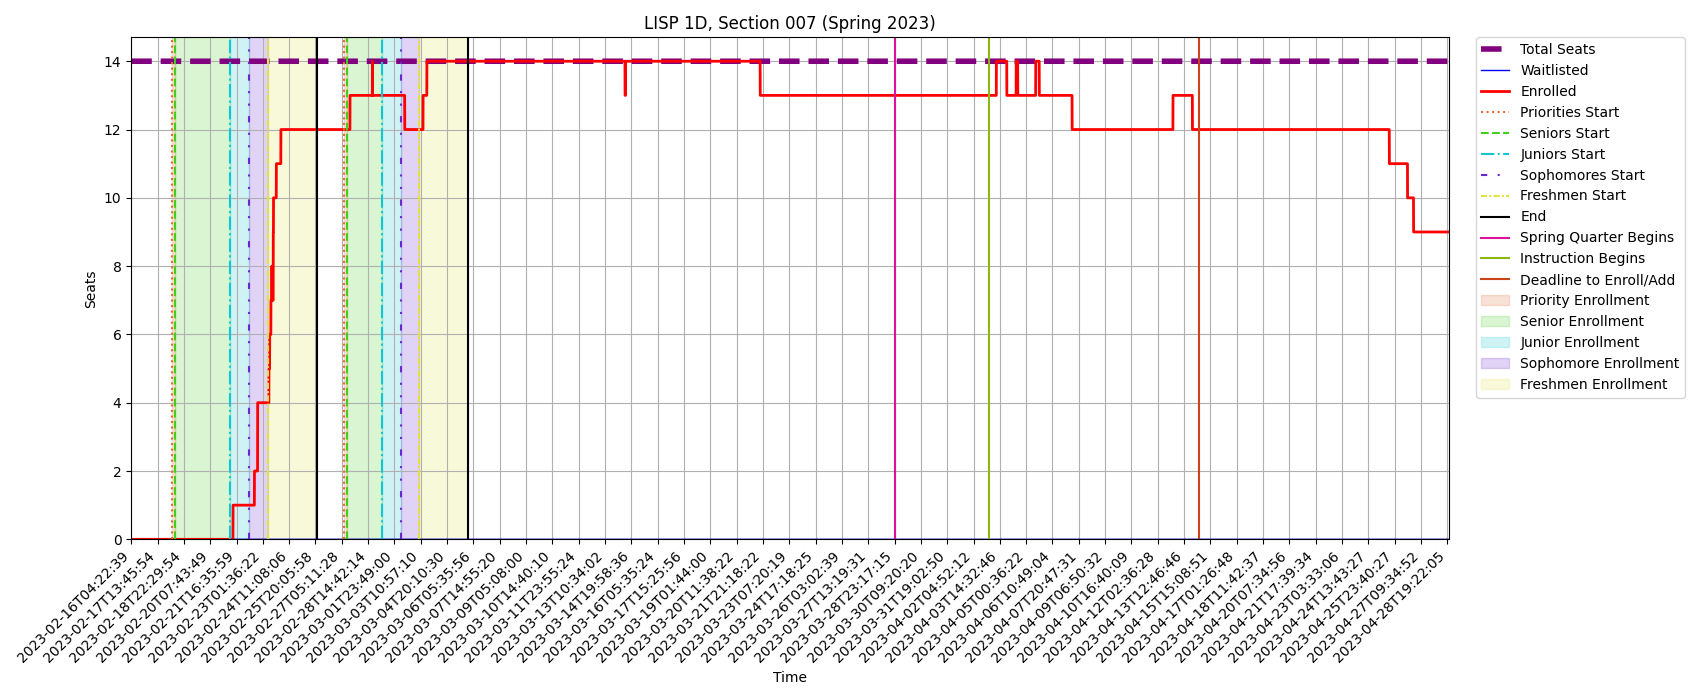 LISP 1D, Section 007 (Spring 2023)
Seats
14
12
10
8
6
4
2
0
2023-02-16T04:22:39
2023-02-17T13:45:54
2023-02-18T22:29:54
2023-02-20T07:43:49
2023-02-21T16:35:59
2023-02-23T01:36:22
2023-02-24T11:08:06
2023-02-25T20:05:58
2023-02-27T05:11:28
2023-02-28T14:42:14
2023-03-01T23:49:00
2023-03-03T10:57:10
2023-03-04T20:10:30
2023-03-06T05:35:56
2023-03-07T14:55:20
2023-03-09T05:08:00
2023-03-10T14:40:10
2023-03-11T23:55:24
2023-03-13T10:34:02
2023-03-14T19:58:36
2023-03-16T05:35:24
2023-03-17T15:25:56
2023-03-19T01:44:00
2023-03-20T11:38:22
2023-03-21T21:18:22
2023-03-23T07:20:19
2023-03-24T17:18:25
2023-03-26T03:02:39
2023-03-27T13:19:31
2023-03-28T23:17:15
2023-03-30T09:20:20
2023-03-31T19:02:50
2023-04-02T04:52:12
2023-04-03T14:32:46
2023-04-05T00:36:22
2023-04-06T10:49:04
2023-04-07T20:47:31
2023-04-09T06:50:32
2023-04-10T16:40:09
2023-04-12T02:36:28
2023-04-13T12:46:46
2023-04-15T15:08:51
2023-04-17T01:26:48
2023-04-18T11:42:37
2023-04-20T07:34:56
2023-04-21T17:39:34
2023-04-23T03:33:06
2023-04-24T13:43:27
2023-04-25T23:40:27
2023-04-27T09:34:52
2023-04-28T19:22:05
Time
Total Seats
Waitlisted
Enrolled
Priorities Start
Seniors Start
Juniors Start
Sophomores Start
Freshmen Start
End
Spring Quarter Begins
Instruction Begins
Deadline to Enroll/Add
Priority Enrollment
Senior Enrollment
Junior Enrollment
Sophomore Enrollment
Freshmen Enrollment